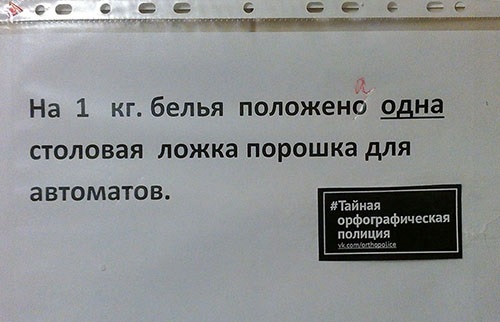 На 1 кг. белья положено одна
а
столовая ложка порошка для
автоматов.
#Тайная
орфографическая
полиция
vk.com/orthopolice